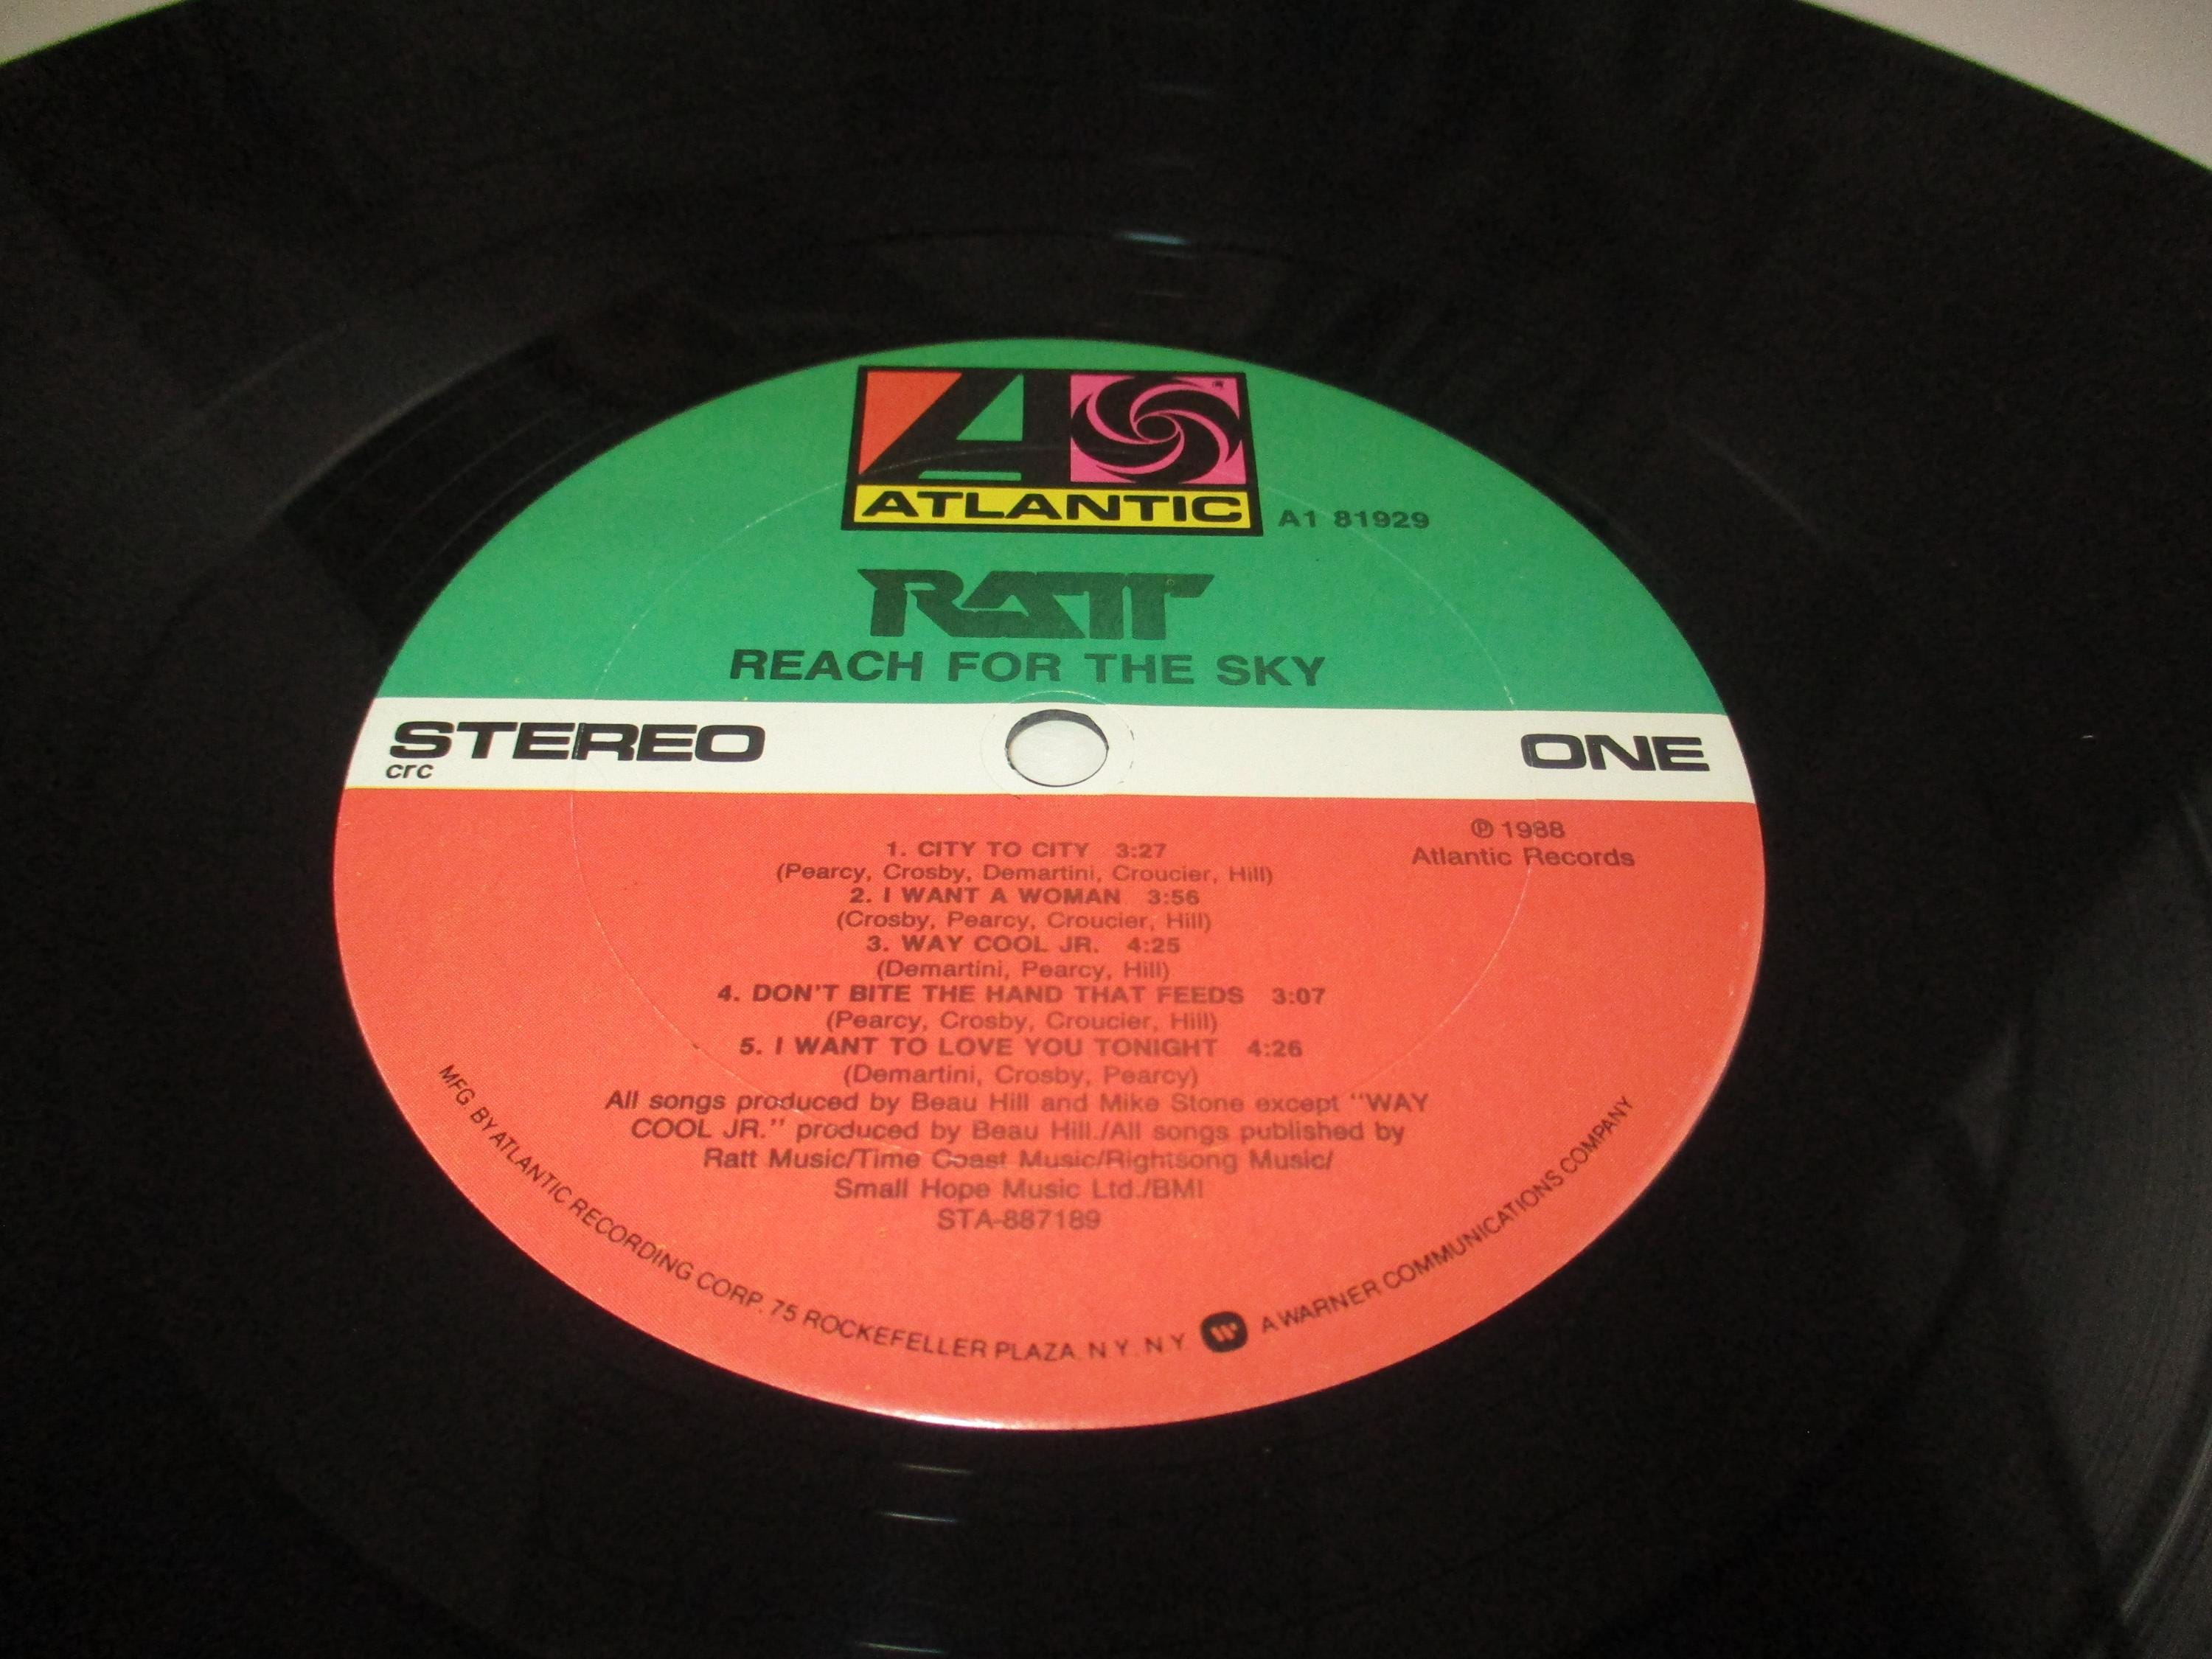 ATLANTIC
A1 81929
RATT
REACH FOR THE SKY
STEREO
crc
ONE
℗ 1988
Atlantic Records
1. CITY TO CITY 3:27
(Pearcy, Crosby, Demartini, Croucier, Hill)
2. I WANT A WOMAN 3:56
(Crosby, Pearcy, Croucier, Hill)
3. WAY COOL JR. 4:25
(Demartini, Pearcy, Hill)
4. DON'T BITE THE HAND THAT FEEDS 3:07
(Pearcy, Crosby, Croucier, Hill)
5. I WANT TO LOVE YOU TONIGHT 4:26
(Demartini, Crosby, Pearcy)
All songs produced by Beau Hill and Mike Stone except "WAY
COOL JR." produced by Beau Hill./All songs published by
Ratt Music/Time Coast Music/Rightsong Music/
Small Hope Music Ltd./BMI
STA-887189
MFG BY ATLANTIC RECORDING CORP. 75 ROCKEFELLER PLAZA. N.Y. N.Y. A WARNER COMMUNICATIONS COMPANY